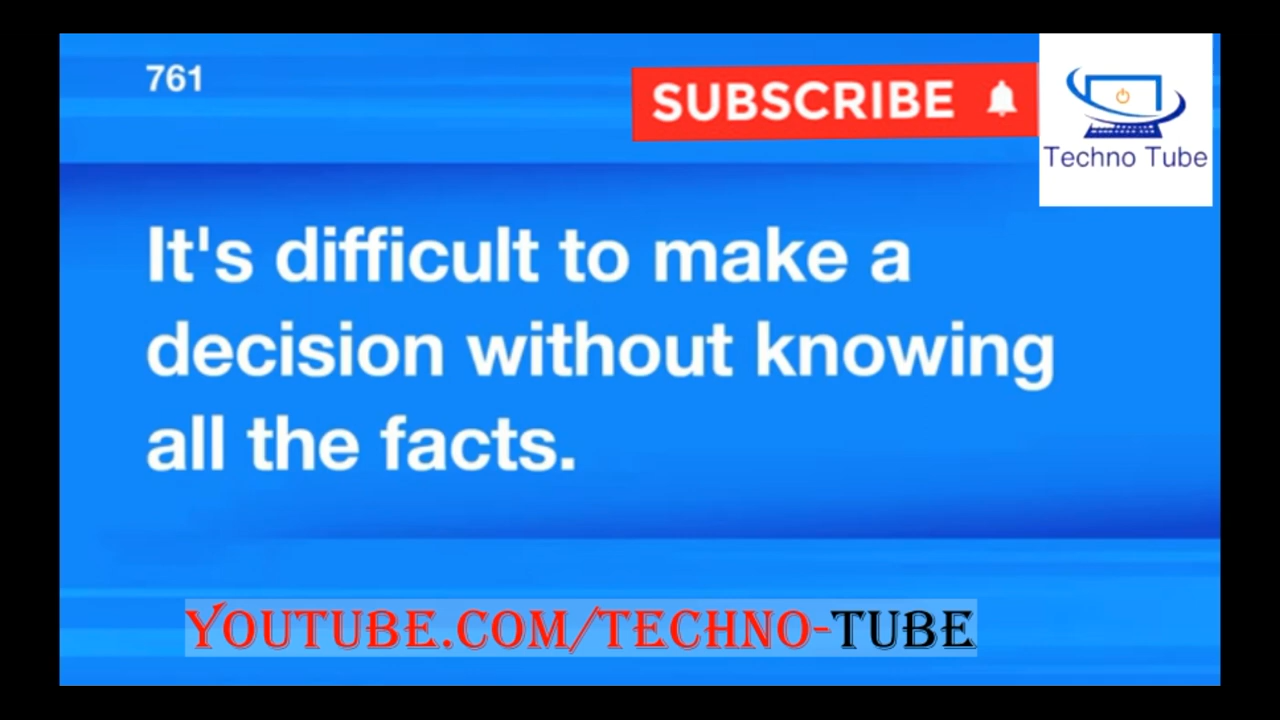 761
SUBSCRIBE
Techno Tube
It's difficult to make a
decision without knowing
all the facts.
YOUTUBE.COM/TECHNO-TUBE